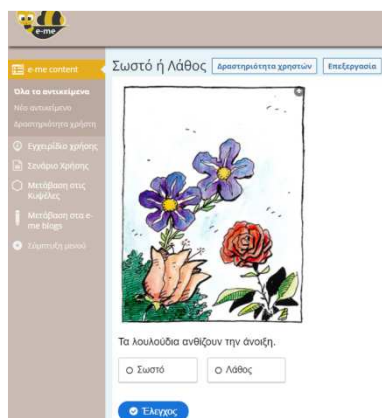 e-me
e-me content
Όλα τα αντικείμενα
Νέο αντικείμενο
Δραστηριότητα χρήστη
Εγχειρίδιο χρήσης
Σενάριο Χρήσης
Μετάβαση στις
Κυψέλες
Μετάβαση στα e-
me blogs
Σύμπτυξη μενού
Σωστό ή Λάθος
Δραστηριότητα χρηστών
Επεξεργασία
Τα λουλούδια ανθίζουν την άνοιξη.
Σωστό
Λάθος
Έλεγχος